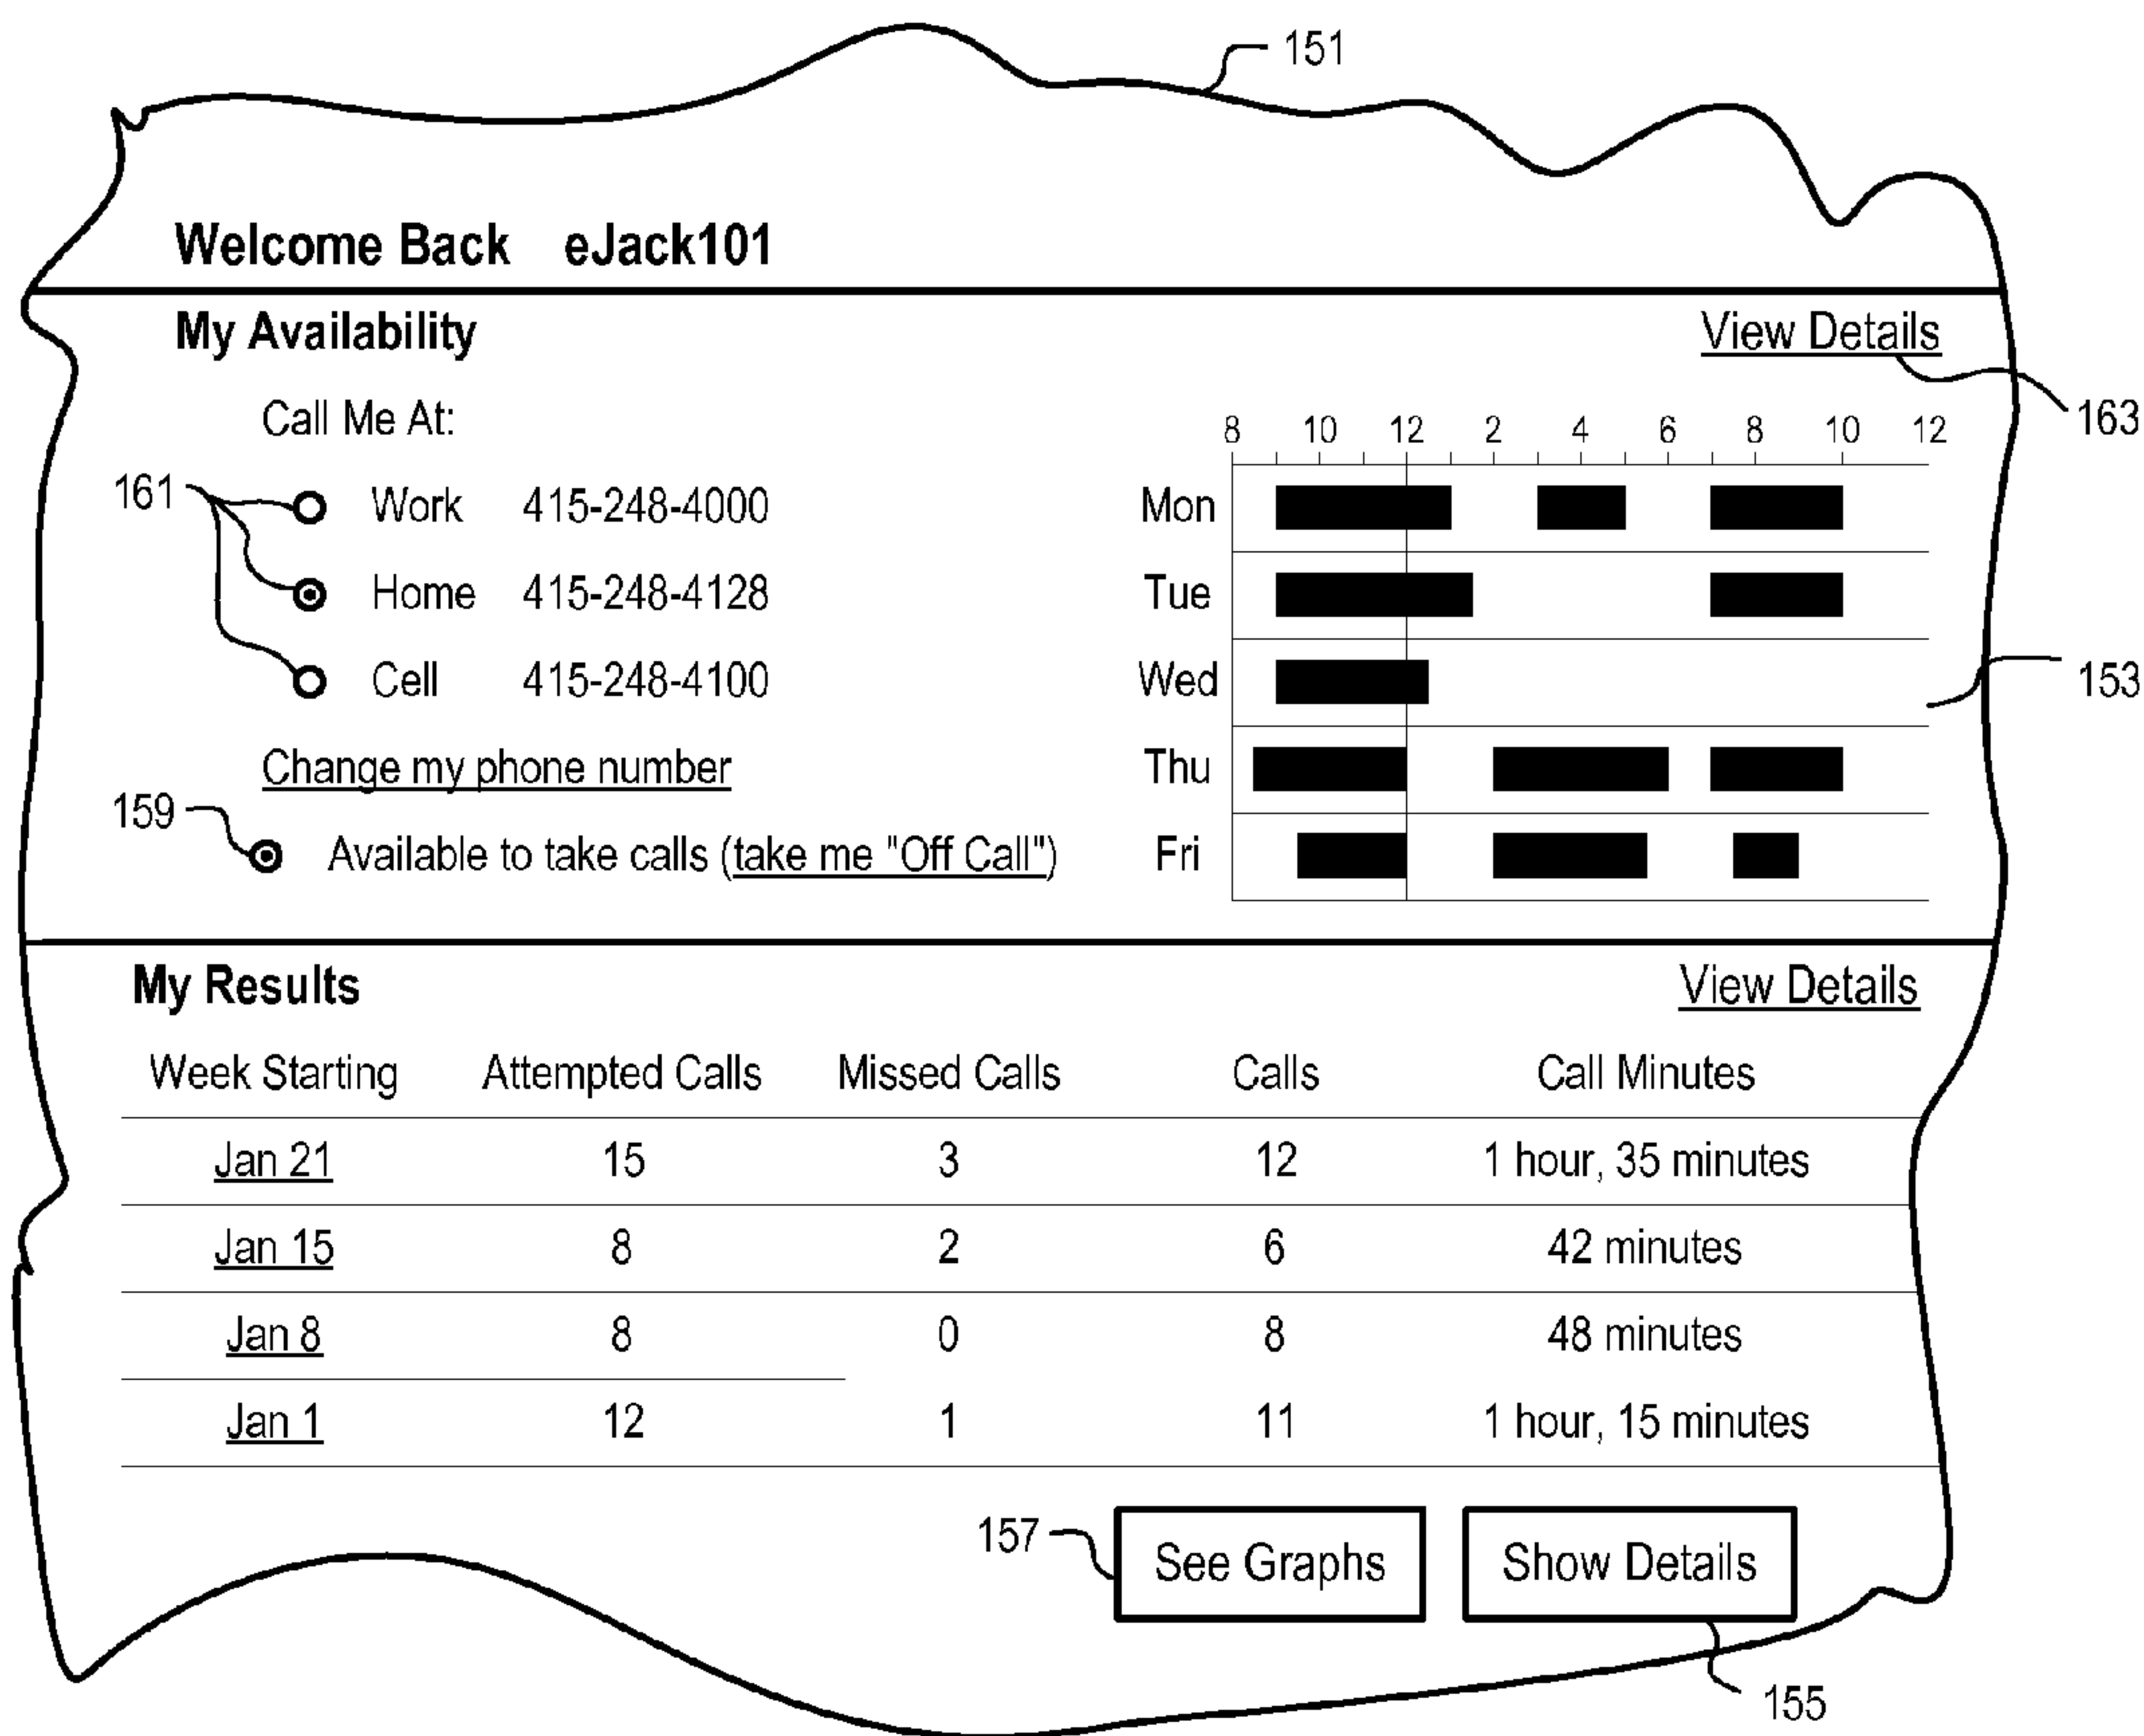 151
Welcome Back eJack101
My Availability View Details
163
Call Me At:
8 10 12 2 4 6 8 10 12
161 Work 415-248-4000 Mon
Home 415-248-4128 Tue
Cell 415-248-4100 Wed 153
Change my phone number Thu
159
Available to take calls (take me "Off Call") Fri
My Results View Details
Week Starting Attempted Calls Missed Calls Calls Call Minutes
Jan 21 15 3 12 1 hour, 35 minutes
Jan 15 8 2 6 42 minutes
Jan 8 8 0 8 48 minutes
Jan 1 12 1 11 1 hour, 15 minutes
157 See Graphs Show Details
155